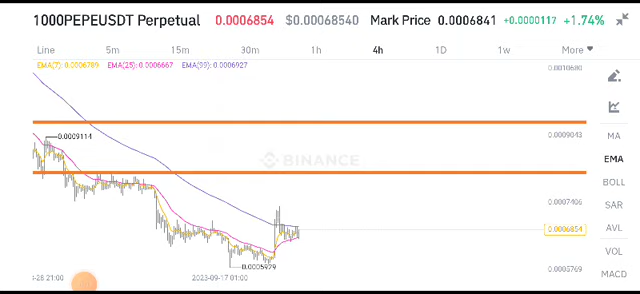 1000PEPEUSDT Perpetual 0.0006854 $0.00068540 Mark Price 0.0006841 +0.0000117 +1.74%
Line 5m 15m 30m 1h 4h 1D 1w More
EMA(7): 0.0006789 EMA(25): 0.0006667 EMA(99): 0.0006927
0.0010680
0.0009114
0.0009043
BINANCE
0.0007406
0.0006854
0.0005979
0.0005769
-28 21:00 2023-09-17 01:00
MA
EMA
BOLL
SAR
AVL
VOL
MACD